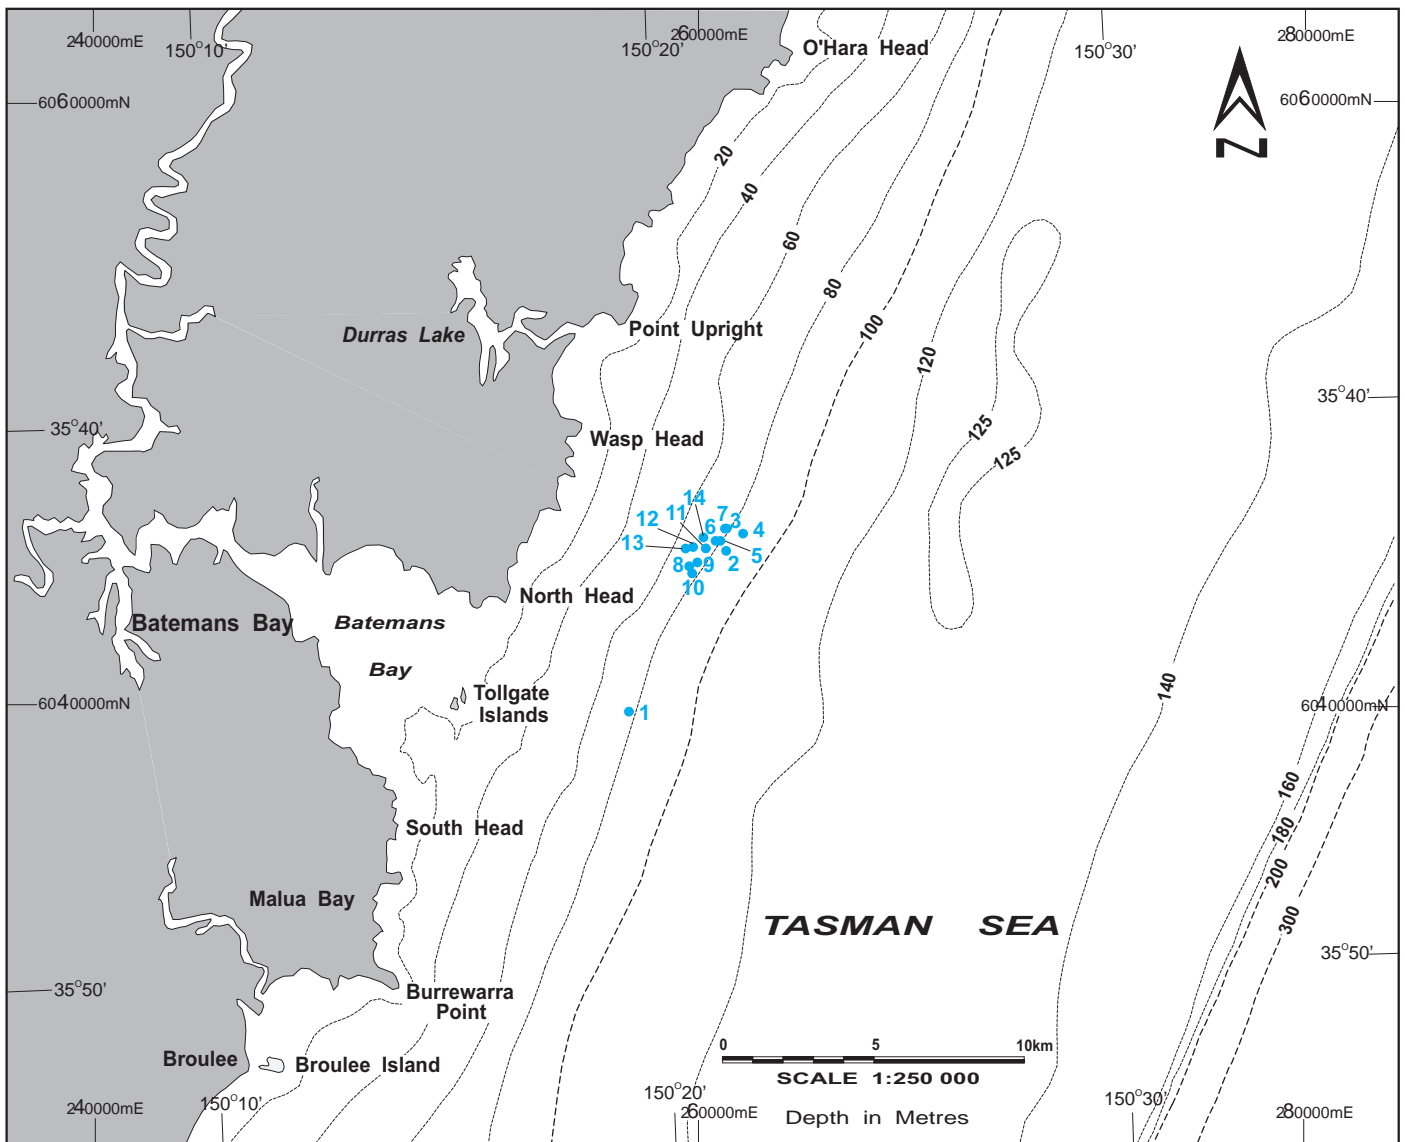 240000mE
150°10'
150°20'
260000mE
O'Hara Head
150°30'
280000mE
6060000mN
6060000mN
N
20
40
60
80
100
120
Point Upright
Durras Lake
35°40'
35°40'
125
125
Wasp Head
14
11
12
13
6
7
3
4
5
2
8
9
10
North Head
Batemans Bay
Batemans
Bay
Tollgate
Islands
1
140
6040000mN
6040000mN
160
180
200
300
South Head
Malua Bay
TASMAN SEA
35°50'
35°50'
Burrewarra
Point
Broulee
Broulee Island
0 5 10km
SCALE 1:250 000
Depth in Metres
240000mE
150°10'
150°20'
260000mE
150°30'
280000mE